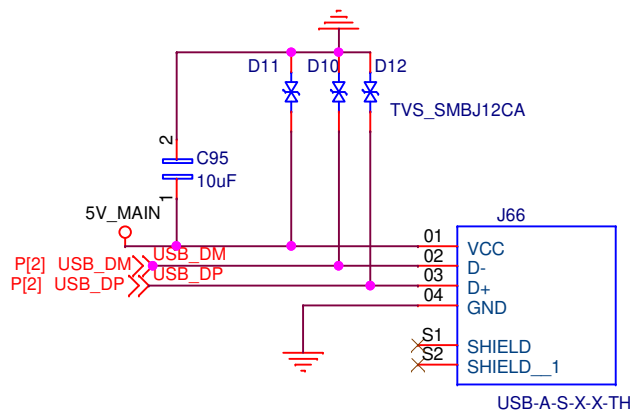 D11
D10
D12
TVS_SMBJ12CA
2
C95
10uF
1
5V_MAIN
J66
01
VCC
P[2]
USB_DM
USB_DM
02
D-
P[2]
USB_DP
USB_DP
03
D+
04
GND
S1
SHIELD
S2
SHIELD__1
USB-A-S-X-X-TH